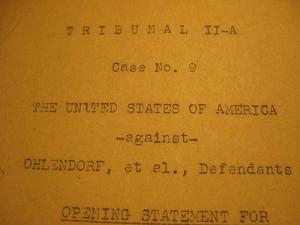 TRIBUNAL II-A
Case No. 9
THE UNITED STATES OF AMERICA
-against-
OHLENDORF, et al., Defendants
OPENING STATEMENT FOR